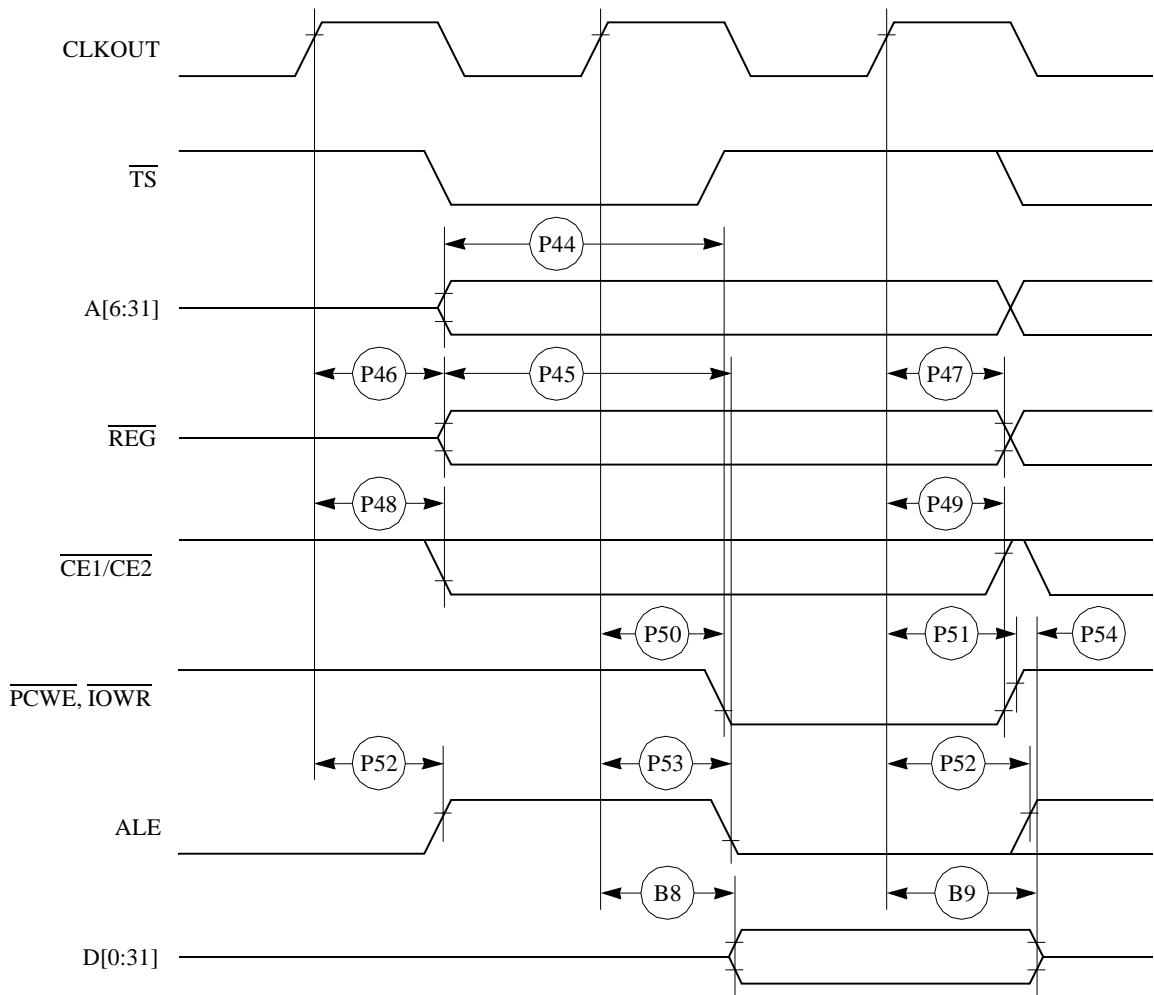 CLKOUT
TS
P44
A[6:31]
P46 P45 P47
REG
P48 P49
CE1/CE2
P50 P51 P54
PCWE, IOWR
P52 P53 P52
ALE
B8 B9
D[0:31]